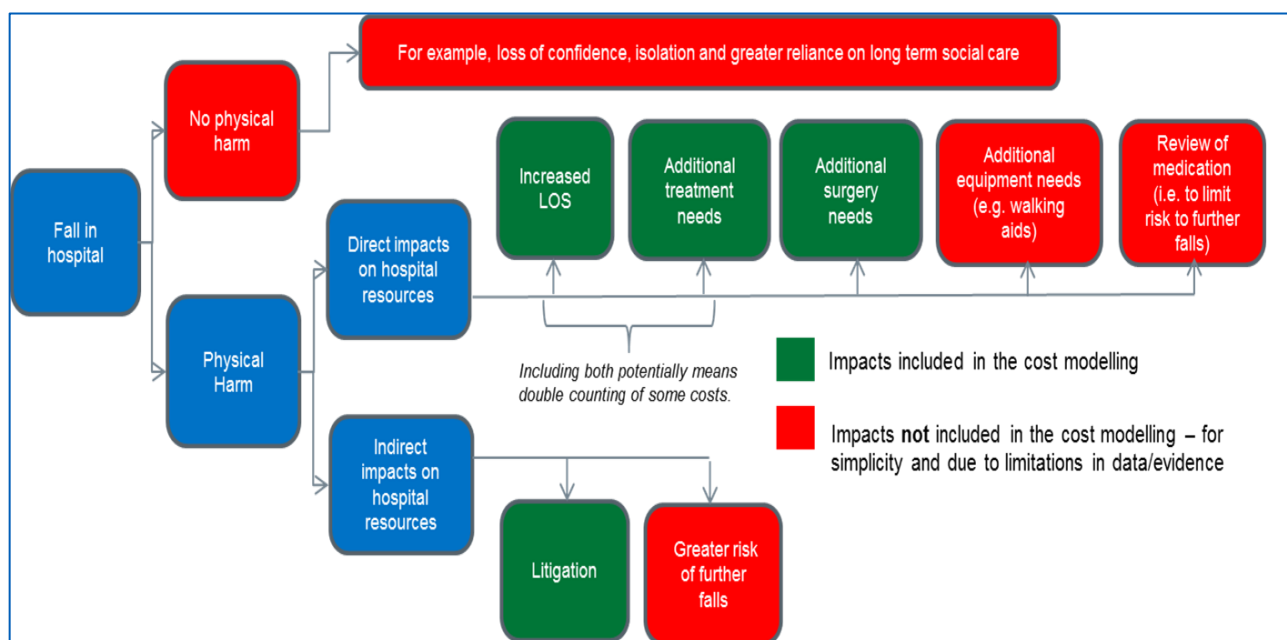 For example, loss of confidence, isolation and greater reliance on long term social care
No physical
harm
Fall in
hospital
Physical
Harm
Direct impacts
on hospital
resources
Increased
LOS
Additional
treatment
needs
Additional
surgery
needs
Additional
equipment needs
(e.g. walking
aids)
Review of
medication
(i.e. to limit
risk to further
falls)
Including both potentially means
double counting of some costs.
Indirect
impacts on
hospital
resources
Litigation
Greater risk
of further
falls
Impacts included in the cost modelling
Impacts not included in the cost modelling – for
simplicity and due to limitations in data/evidence